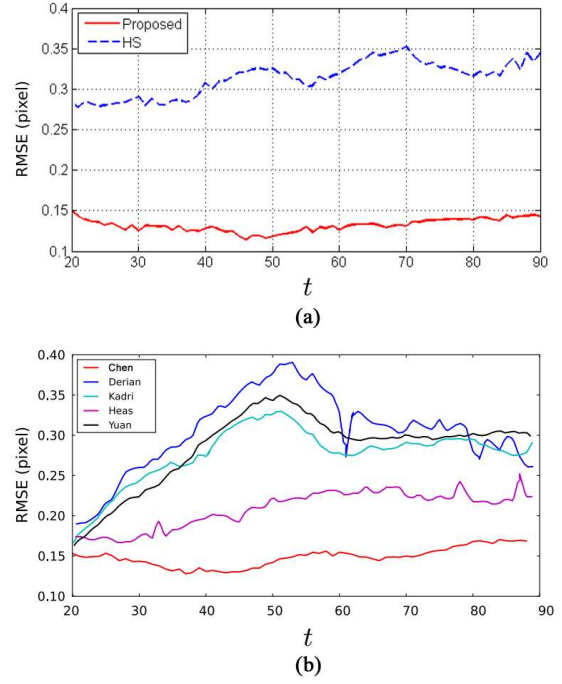 0.4
Proposed
HS
0.35
0.3
0.25
0.2
0.15
0.1
RMSE (pixel)
20 30 40 50 60 70 80 90
t
(a)
0.40
Chen
Derian
Kadri
Heas
Yuan
0.35
0.30
0.25
0.20
0.15
0.10
RMSE (pixel)
20 30 40 50 60 70 80 90
t
(b)